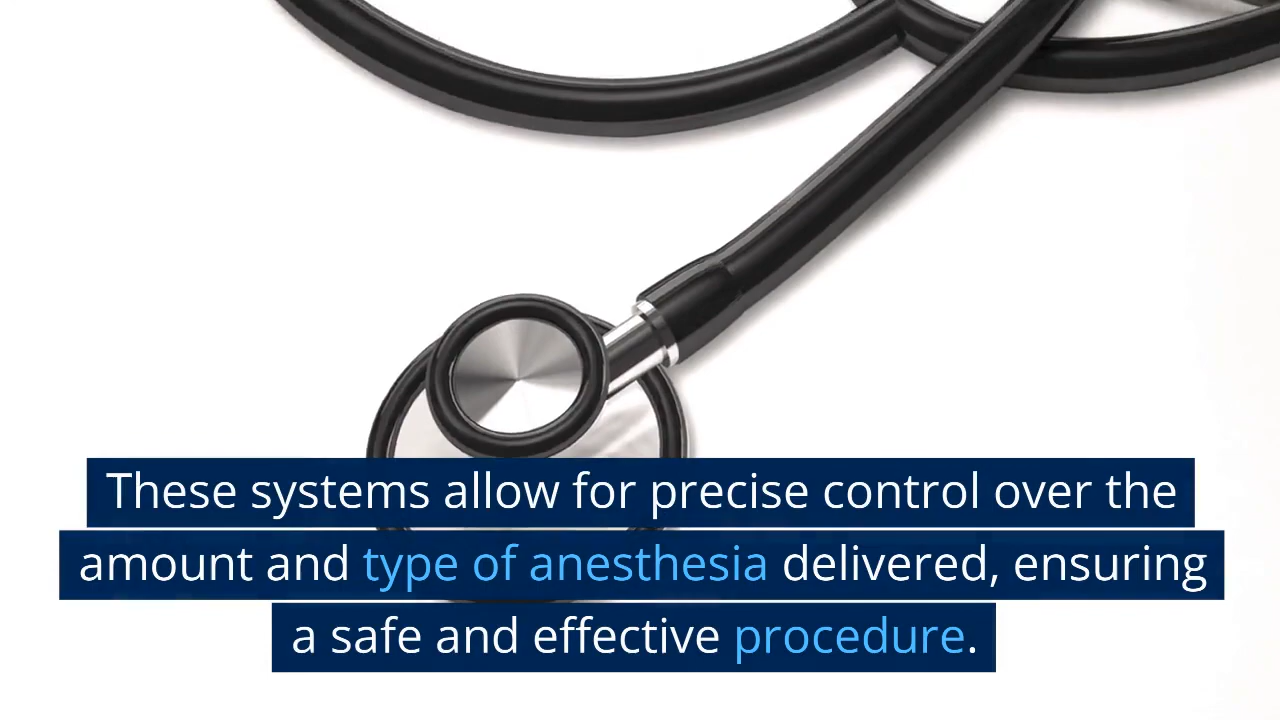 These systems allow for precise control over the
amount and type of anesthesia delivered, ensuring
a safe and effective procedure.